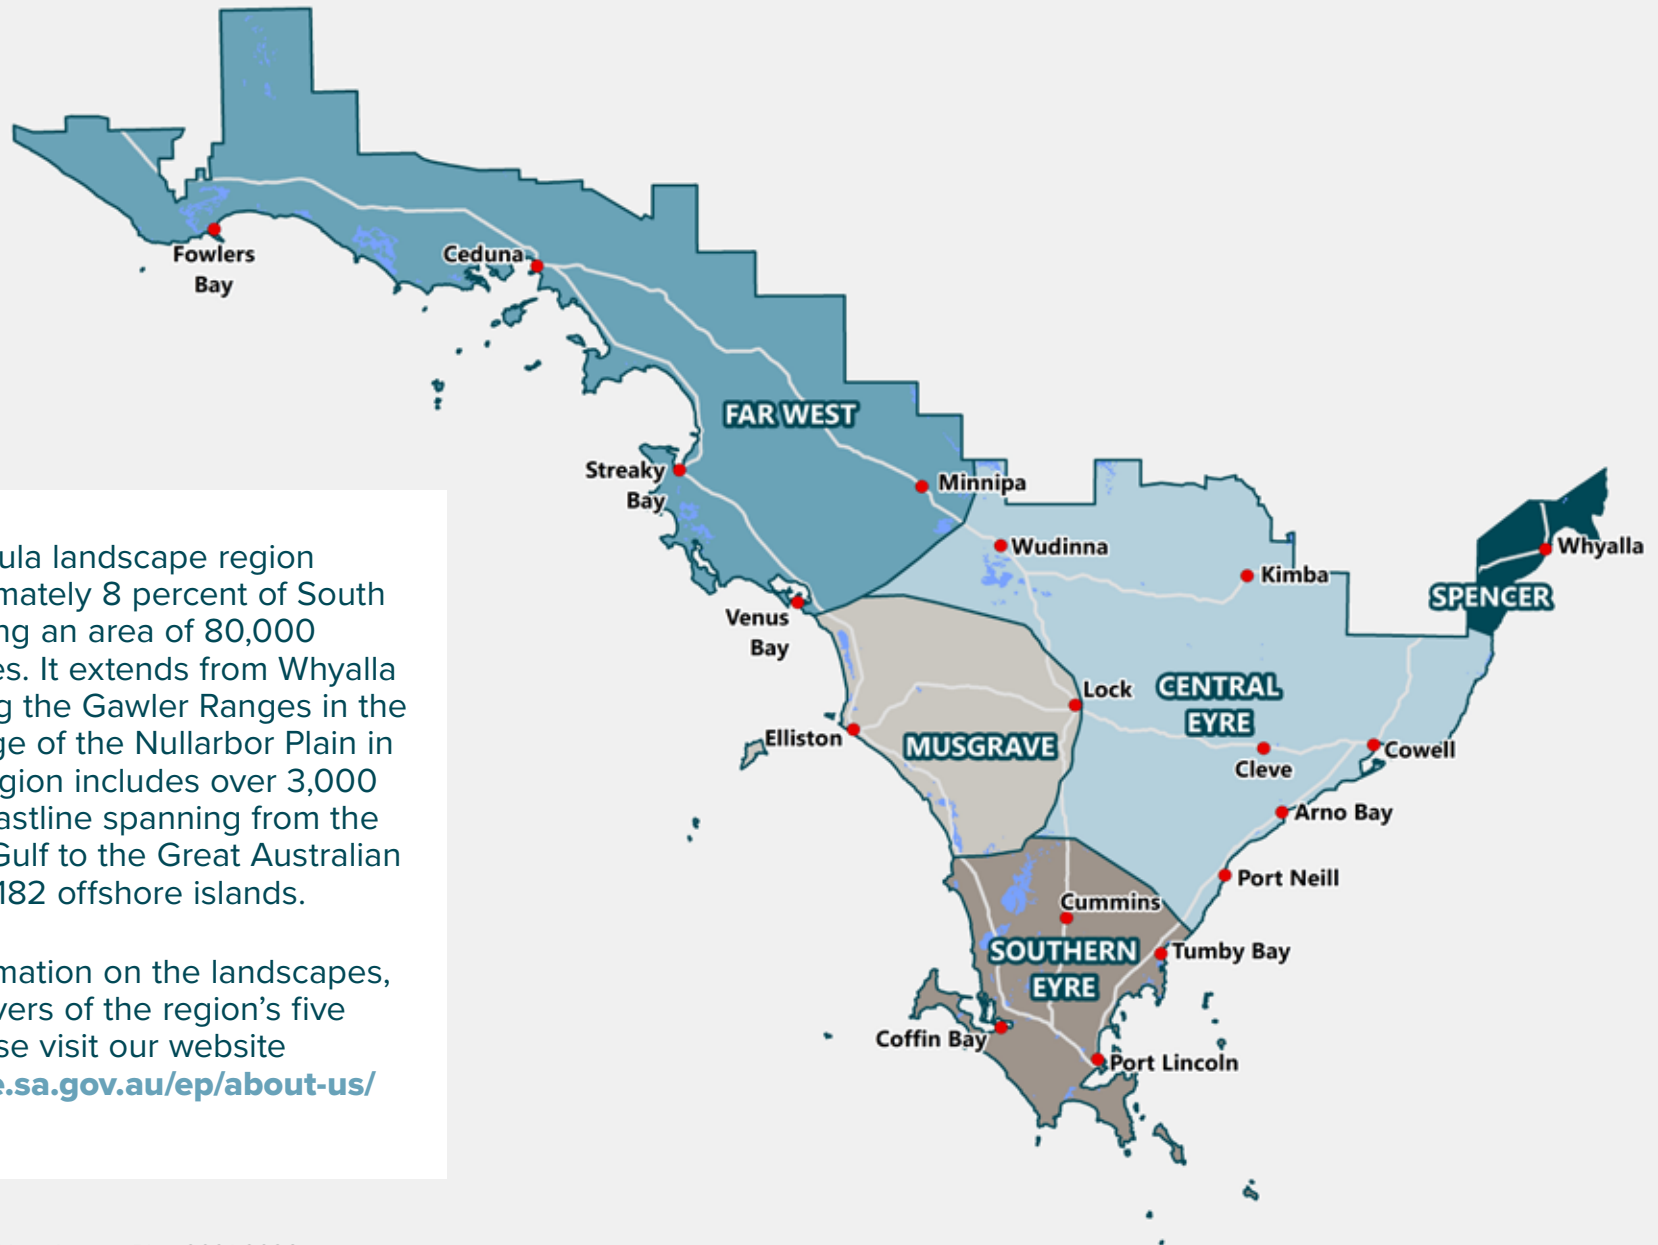 Fowlers
Bay
Ceduna
FAR WEST
Streaky
Bay
Minnipa
Wudinna
Kimba
Whyalla
SPENCER
Venus
Bay
Lock
CENTRAL
EYRE
Elliston
MUSGRAVE
Cleve
Cowell
Arno Bay
Port Neill
Cummins
SOUTHERN
EYRE
Tumby Bay
Coffin Bay
Port Lincoln
ula landscape region
mately 8 percent of South
ng an area of 80,000
es. It extends from Whyalla
g the Gawler Ranges in the
ge of the Nullarbor Plain in
gion includes over 3,000
astline spanning from the
Gulf to the Great Australian
182 offshore islands.
mation on the landscapes,
vers of the region's five
se visit our website
e.sa.gov.au/ep/about-us/